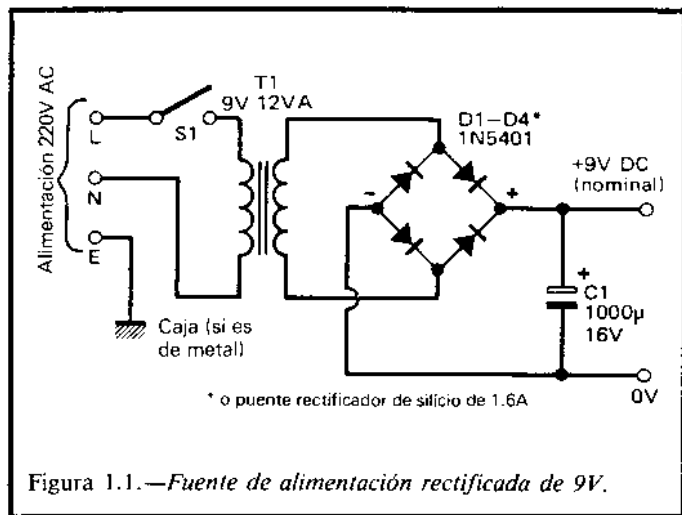 Alimentación 220V AC
L
N
E
S1
T1
9V 12VA
D1–D4*
1N5401
-
+
+9V DC
(nominal)
+
C1
1000µ
16V
0V
Caja (si es
de metal)
* o puente rectificador de silício de 1.6A
Figura 1.1.—Fuente de alimentación rectificada de 9V.